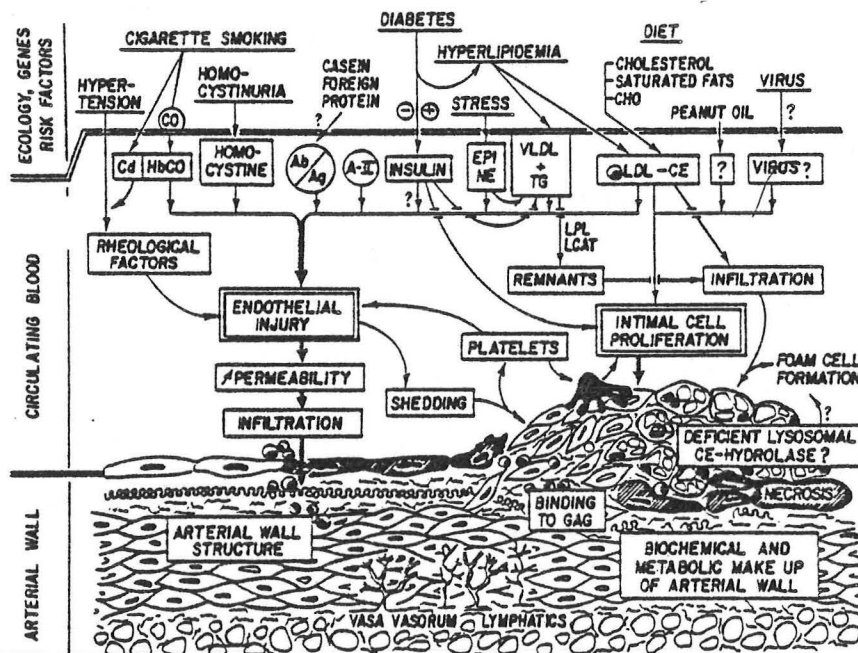 ECOLOGY, GENES
RISK FACTORS
CIRCULATING BLOOD
ARTERIAL WALL
CIGARETTE SMOKING
DIABETES
DIET
HYPERLIPIDEMIA
CHOLESTEROL
SATURATED FATS
CHO
VIRUS
?
HYPER-
TENSION
HOMO-
CYSTINURIA
CASEIN
FOREIGN
PROTEIN
?
STRESS
PEANUT OIL
CO
− +
Cd HbCO
HOMO-
CYSTINE
Ab/Ag
A-II
INSULIN
?
EPI
NE
VLDL
+
TG
LDL-CE
?
VIRUS?
RHEOLOGICAL
FACTORS
LPL
LCAT
REMNANTS
INFILTRATION
ENDOTHELIAL
INJURY
INTIMAL CELL
PROLIFERATION
PLATELETS
PERMEABILITY
SHEDDING
FOAM CELL
FORMATION
?
INFILTRATION
DEFICIENT LYSOSOMAL
CE-HYDROLASE?
NECROSIS
BINDING
TO GAG
ARTERIAL WALL
STRUCTURE
BIOCHEMICAL AND
METABOLIC MAKE UP
OF ARTERIAL WALL
VASA VASORUM LYMPHATICS